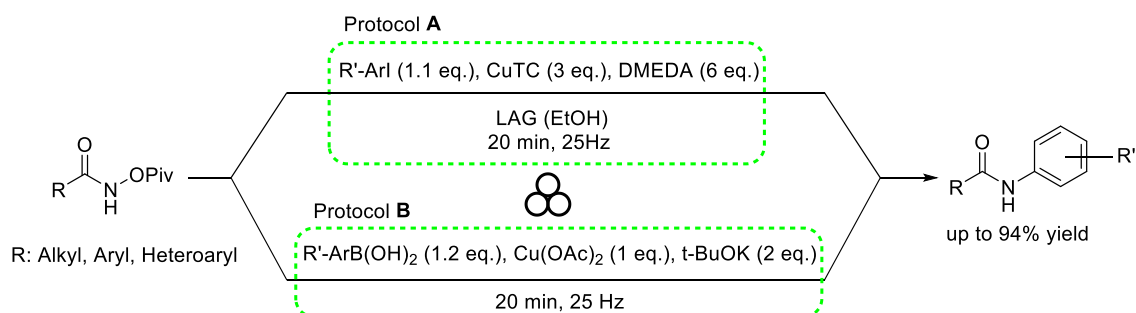 Protocol A
R'-ArI (1.1 eq.), CuTC (3 eq.), DMEDA (6 eq.)
LAG (EtOH)
20 min, 25Hz
O
R
N
H
OPiv
R: Alkyl, Aryl, Heteroaryl
Protocol B
R'-ArB(OH)₂ (1.2 eq.), Cu(OAc)₂ (1 eq.), t-BuOK (2 eq.)
20 min, 25 Hz
O
R
N
H
R'
up to 94% yield